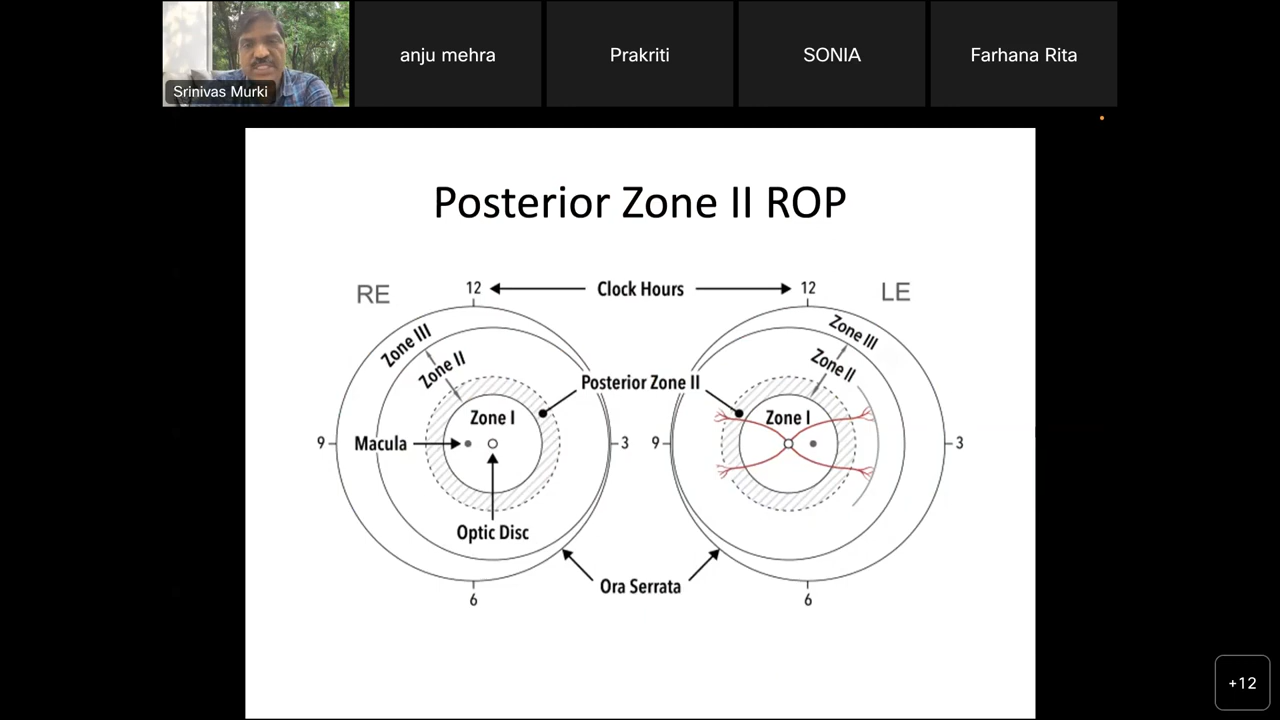 Srinivas Murki
anju mehra
Prakriti
SONIA
Farhana Rita
Posterior Zone II ROP
RE
12
Clock Hours
12
LE
Zone III
Zone II
Zone I
Posterior Zone II
Zone III
Zone II
Zone I
9
Macula
3
9
3
Optic Disc
Ora Serrata
6
6
+12